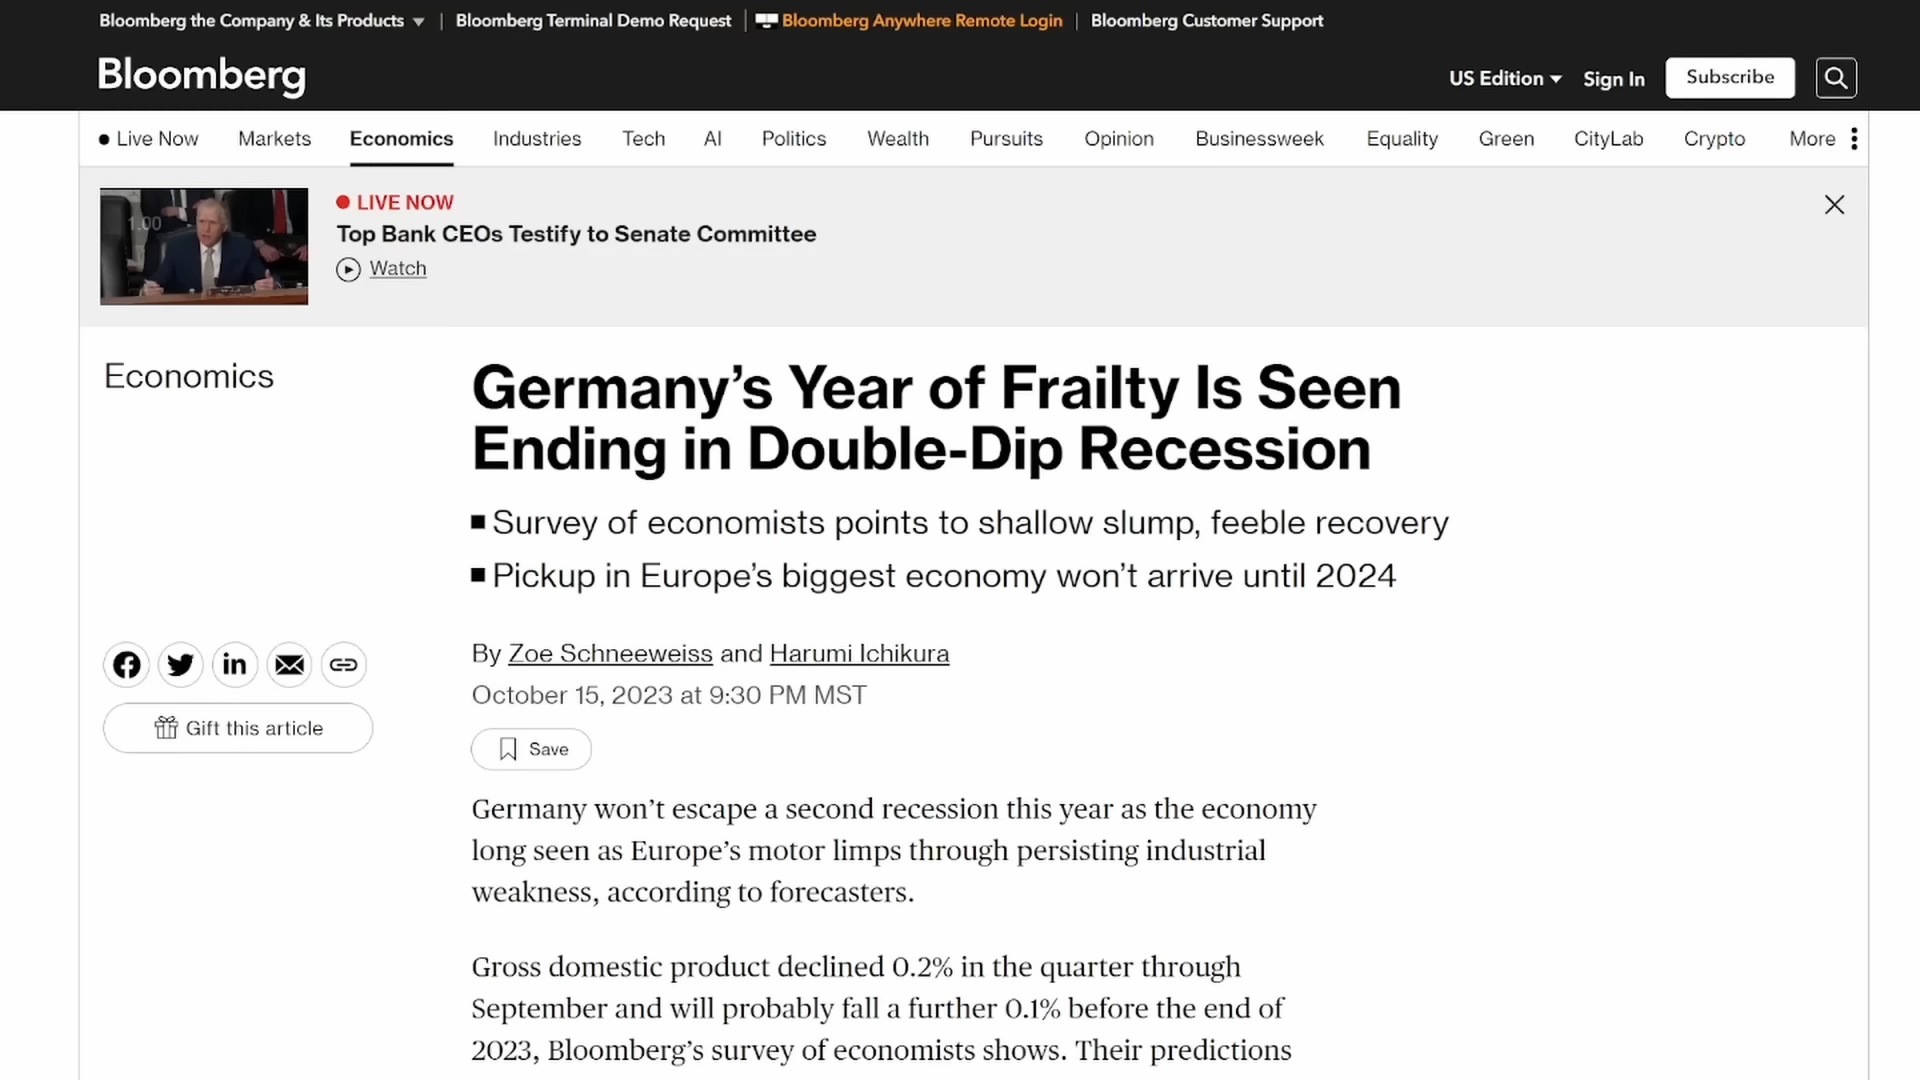 Bloomberg the Company & Its Products
Bloomberg Terminal Demo Request
Bloomberg Anywhere Remote Login
Bloomberg Customer Support
Bloomberg
US Edition
Sign In
Subscribe
Live Now
Markets
Economics
Industries
Tech
AI
Politics
Wealth
Pursuits
Opinion
Businessweek
Equality
Green
CityLab
Crypto
More
1.00
LIVE NOW
Top Bank CEOs Testify to Senate Committee
Watch
Economics
Germany’s Year of Frailty Is Seen
Ending in Double-Dip Recession
Survey of economists points to shallow slump, feeble recovery
Pickup in Europe’s biggest economy won’t arrive until 2024
By Zoe Schneeweiss and Harumi Ichikura
October 15, 2023 at 9:30 PM MST
Gift this article
Save
Germany won’t escape a second recession this year as the economy
long seen as Europe’s motor limps through persisting industrial
weakness, according to forecasters.
Gross domestic product declined 0.2% in the quarter through
September and will probably fall a further 0.1% before the end of
2023, Bloomberg’s survey of economists shows. Their predictions